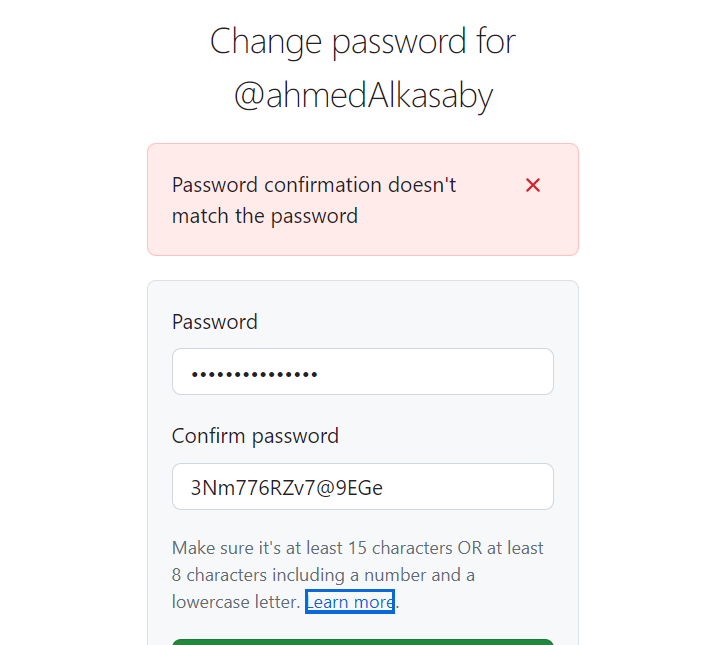 Change password for
@ahmedAlkasaby
Password confirmation doesn't
match the password
Password
•••••••••••••••
Confirm password
3Nm776RZv7@9EGe
Make sure it's at least 15 characters OR at least
8 characters including a number and a
lowercase letter. Learn more.